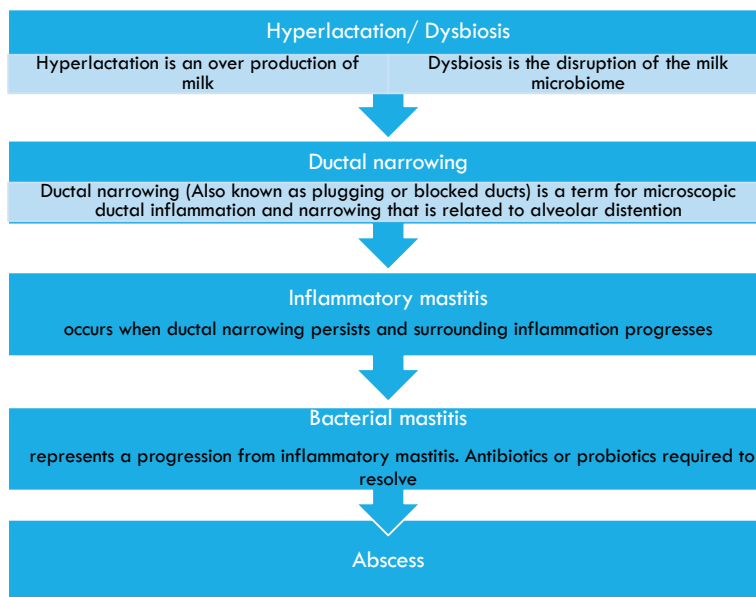 Hyperlactation/ Dysbiosis
Hyperlactation is an over production of
milk
Dysbiosis is the disruption of the milk
microbiome
Ductal narrowing
Ductal narrowing (Also known as plugging or blocked ducts) is a term for microscopic
ductal inflammation and narrowing that is related to alveolar distention
Inflammatory mastitis
occurs when ductal narrowing persists and surrounding inflammation progresses
Bacterial mastitis
represents a progression from inflammatory mastitis. Antibiotics or probiotics required to
resolve
Abscess